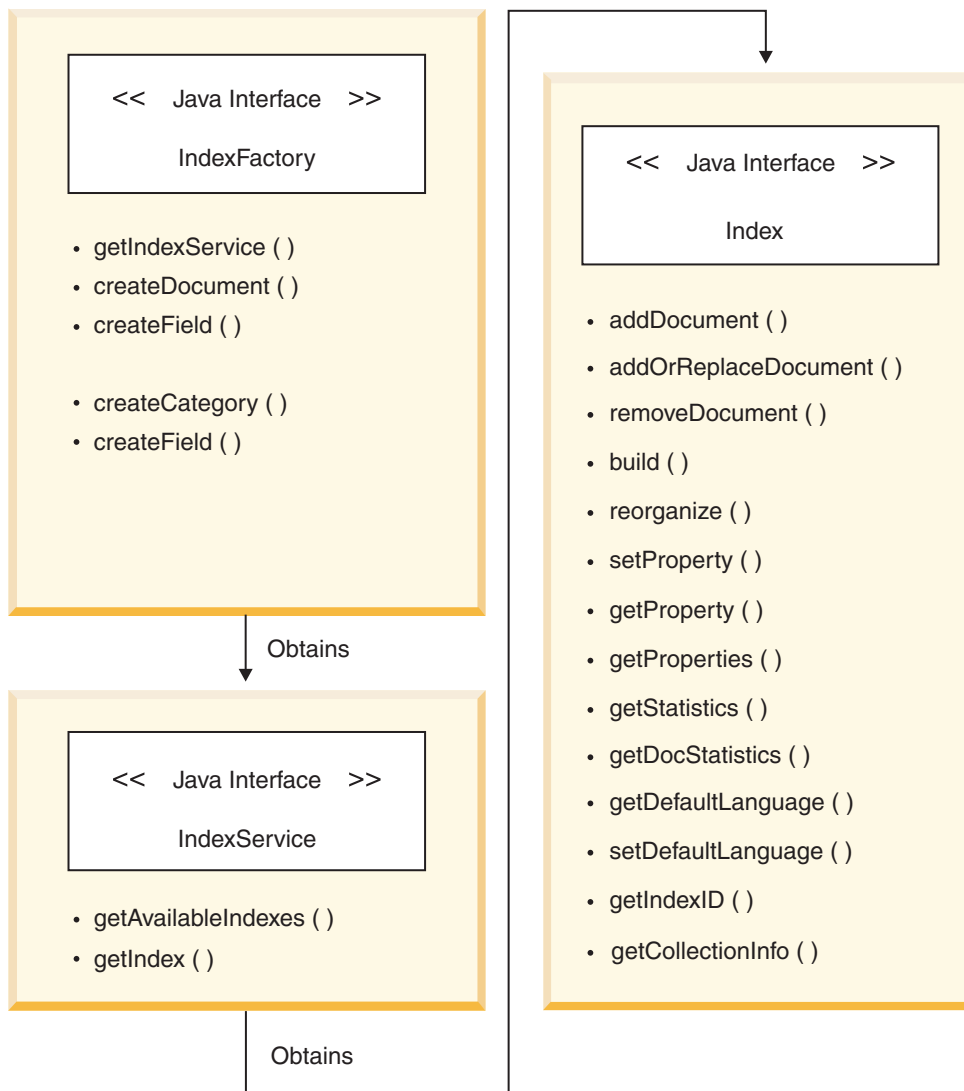 << Java Interface >>
IndexFactory
• getIndexService ( )
• createDocument ( )
• createField ( )
• createCategory ( )
• createField ( )
Obtains
<< Java Interface >>
IndexService
• getAvailableIndexes ( )
• getIndex ( )
Obtains
<< Java Interface >>
Index
• addDocument ( )
• addOrReplaceDocument ( )
• removeDocument ( )
• build ( )
• reorganize ( )
• setProperty ( )
• getProperty ( )
• getProperties ( )
• getStatistics ( )
• getDocStatistics ( )
• getDefaultLanguage ( )
• setDefaultLanguage ( )
• getIndexID ( )
• getCollectionInfo ( )